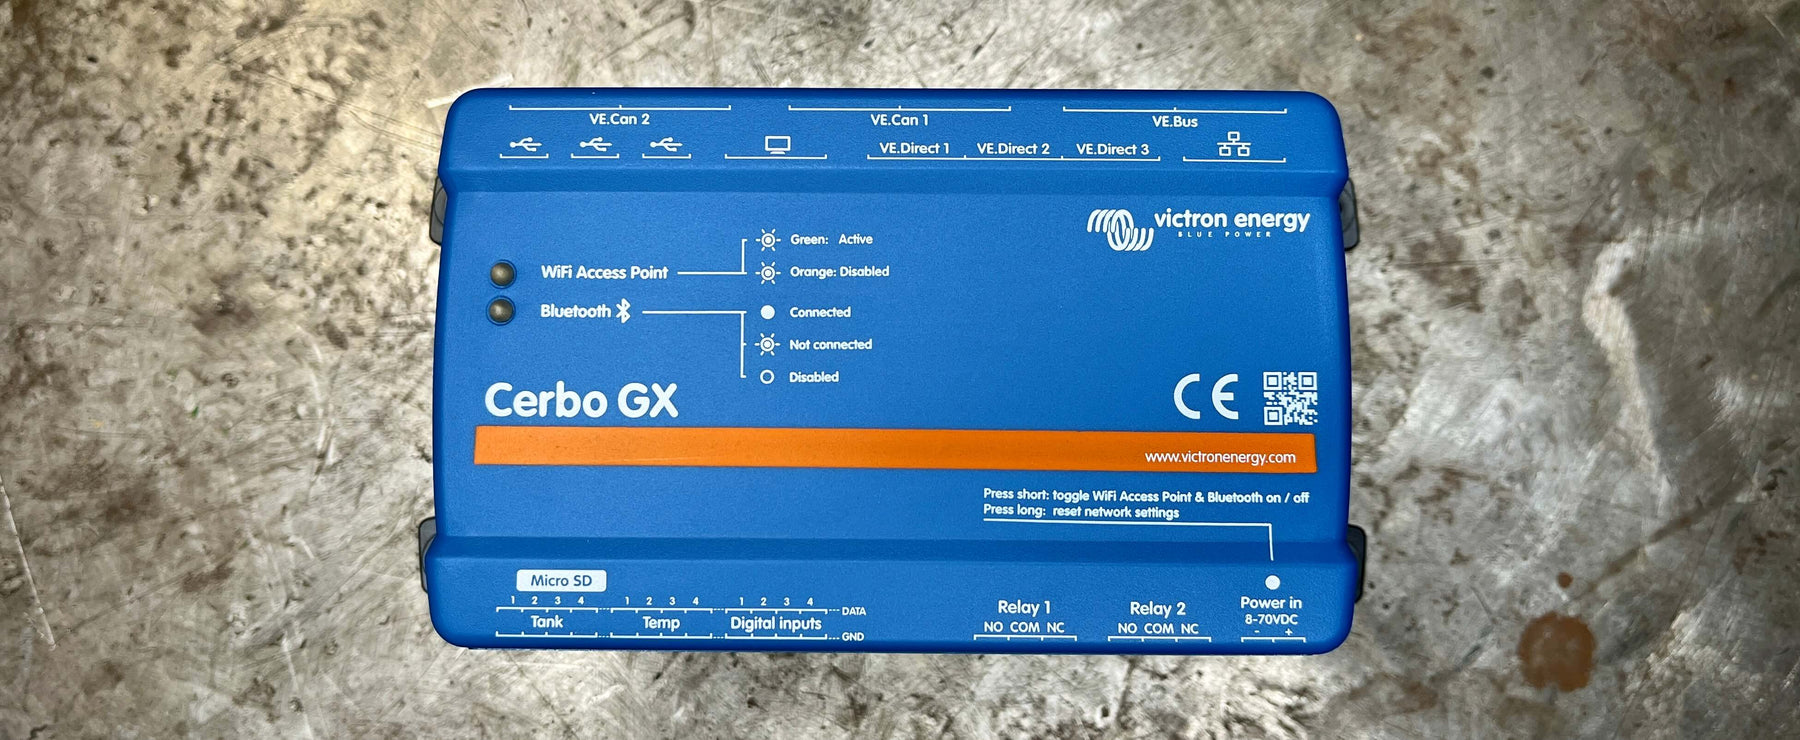 VE.Can 2
VE.Can 1
VE.Bus
VE.Direct 1
VE.Direct 2
VE.Direct 3
victron energy
BLUE POWER
WiFi Access Point
Green: Active
Orange: Disabled
Bluetooth
Connected
Not connected
Disabled
Cerbo GX
CE
www.victronenergy.com
Press short: toggle WiFi Access Point & Bluetooth on / off
Press long: reset network settings
Micro SD
1 2 3 4
1 2 3 4
1 2 3 4
DATA
Tank
Temp
Digital inputs
GND
Relay 1
NO COM NC
Relay 2
NO COM NC
Power in
8-70VDC
- +